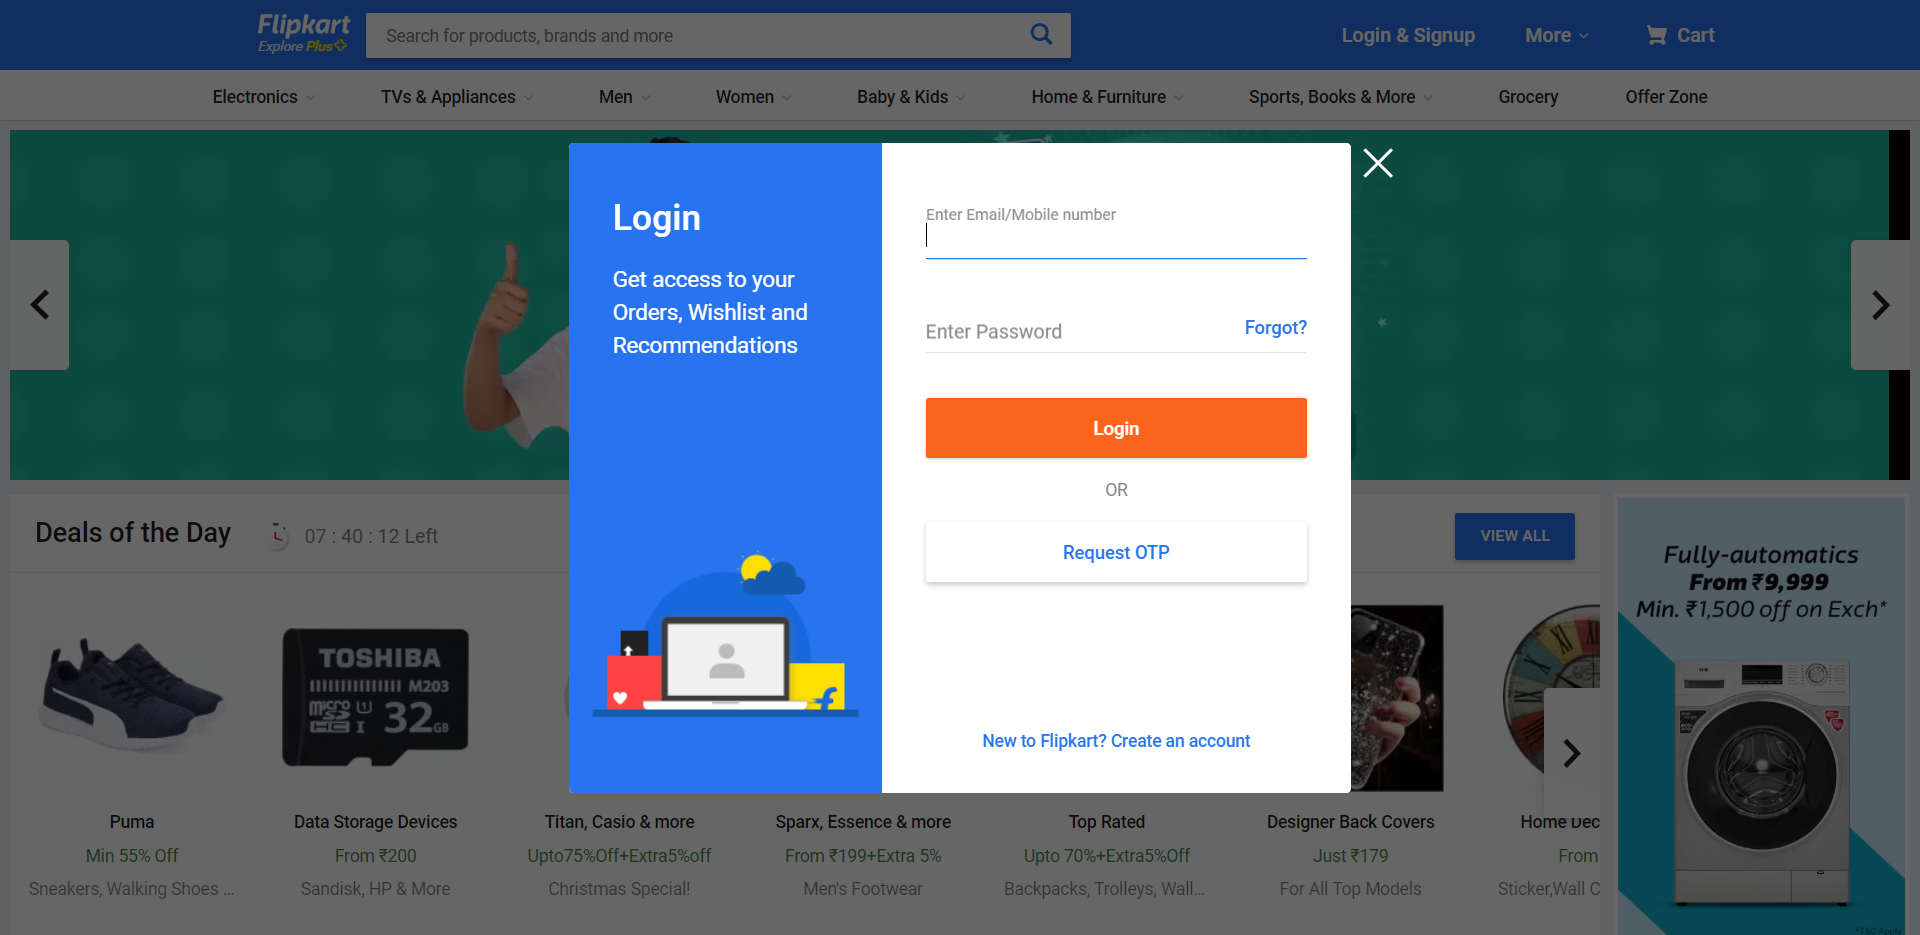 Flipkart
Explore Plus
Search for products, brands and more
Login & Signup
More
Cart
Electronics
TVs & Appliances
Men
Women
Baby & Kids
Home & Furniture
Sports, Books & More
Grocery
Offer Zone
Login
Get access to your
Orders, Wishlist and
Recommendations
Enter Email/Mobile number
Enter Password
Forgot?
Login
OR
Request OTP
New to Flipkart? Create an account
Deals of the Day
07 : 40 : 12 Left
VIEW ALL
TOSHIBA
M203
micro
SD
HC I
U1
32GB
Puma
Min 55% Off
Sneakers, Walking Shoes ...
Data Storage Devices
From ₹200
Sandisk, HP & More
Titan, Casio & more
Upto75%Off+Extra5%off
Christmas Special!
Sparx, Essence & more
From ₹199+Extra 5%
Men's Footwear
Top Rated
Upto 70%+Extra5%Off
Backpacks, Trolleys, Wall...
Designer Back Covers
Just ₹179
For All Top Models
Home Dec
From
Sticker,Wall C
Fully-automatics
From ₹9,999
Min. ₹1,500 off on Exch*
*T&C Apply